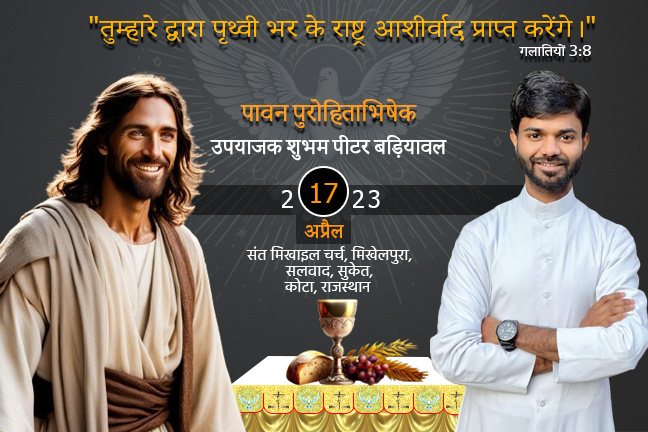 "तुम्हारे द्वारा पृथ्वी भर के राष्ट्र आशीर्वाद प्राप्त करेंगे।"
गलातियों 3:8
पावन पुरोहिताभिषेक
उपयाजक शुभम पीटर बड़ियावल
2 17 23
अप्रैल
संत मिखाइल चर्च, मिखेलपुरा,
सलवाद, सुकेत,
कोटा, राजस्थान